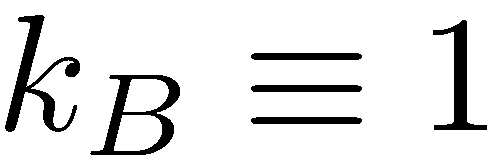 k_B ≡ 1